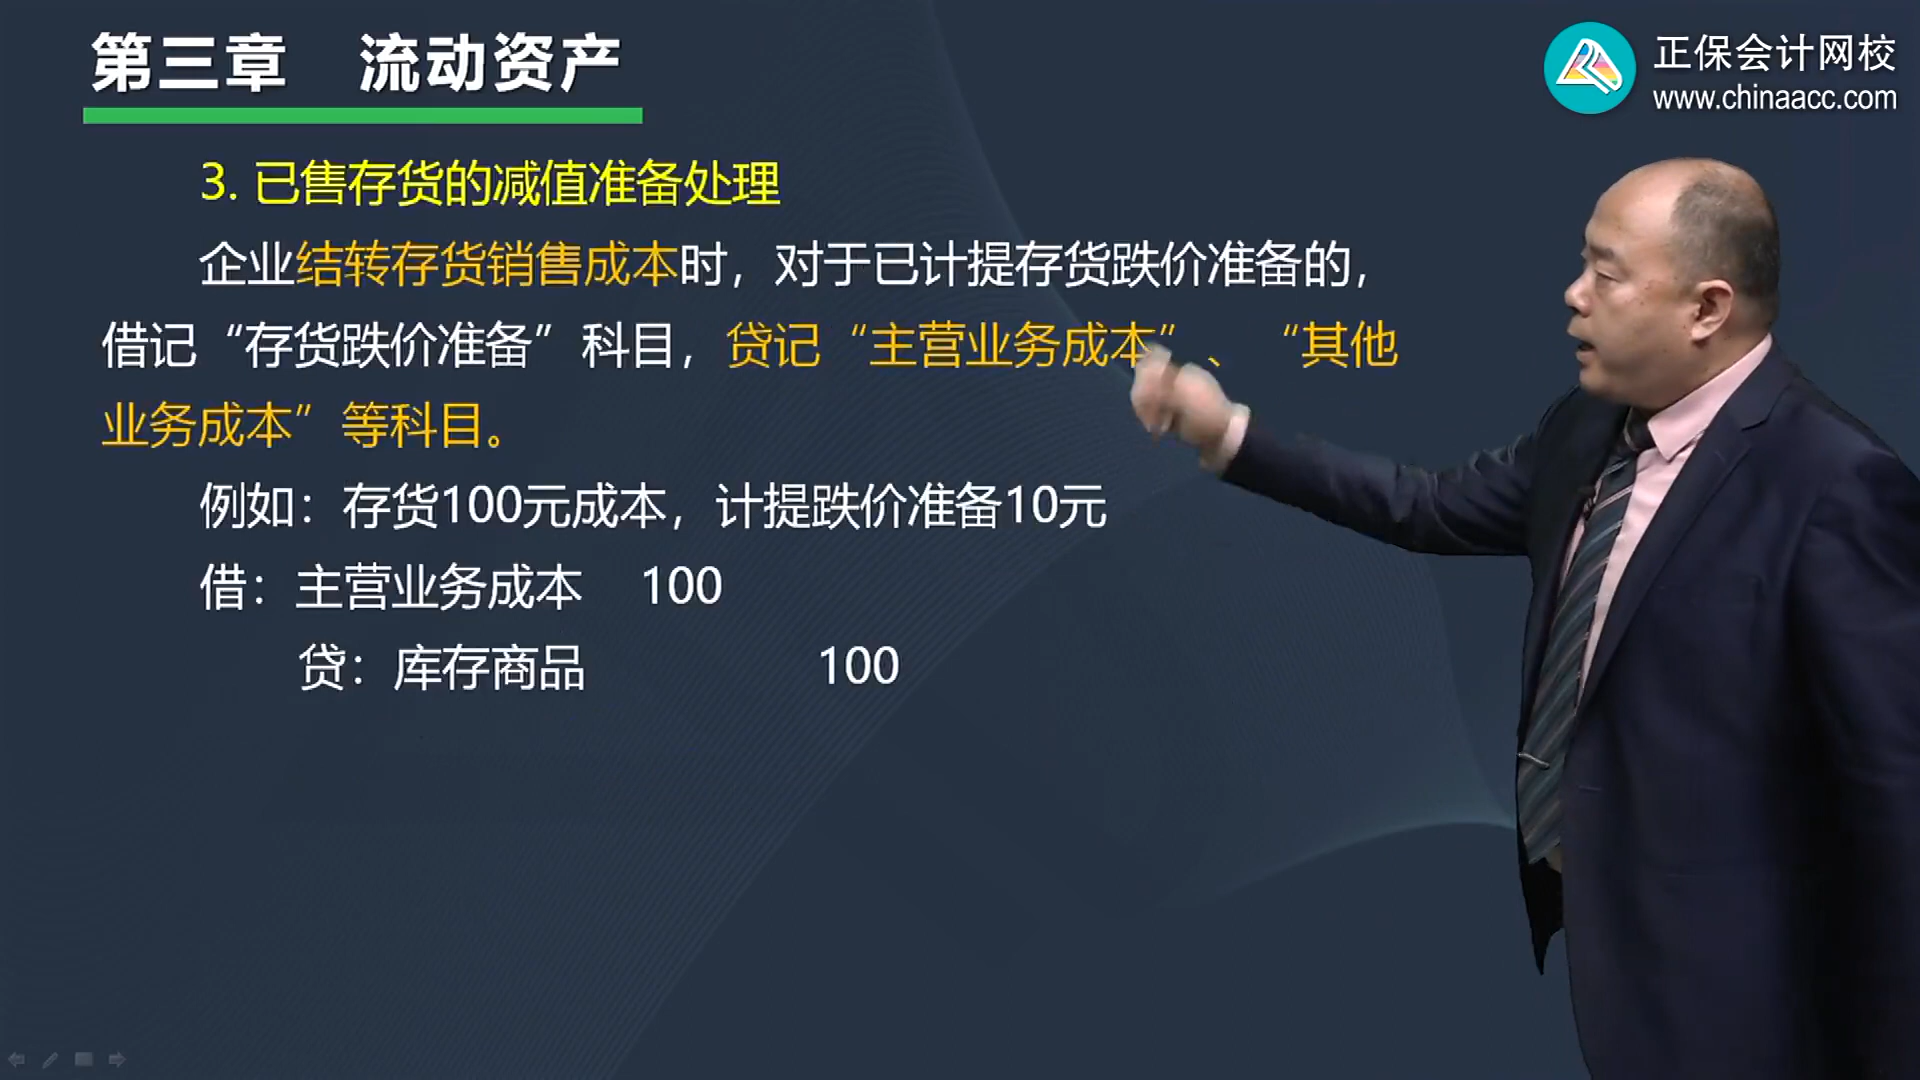 第三章 流动资产
正保会计网校
www.chinaacc.com
3. 已售存货的减值准备处理
企业结转存货销售成本时，对于已计提存货跌价准备的，
借记“存货跌价准备”科目，贷记“主营业务成本”、“其他
业务成本”等科目。
例如：存货100元成本，计提跌价准备10元
借：主营业务成本 100
贷：库存商品 100